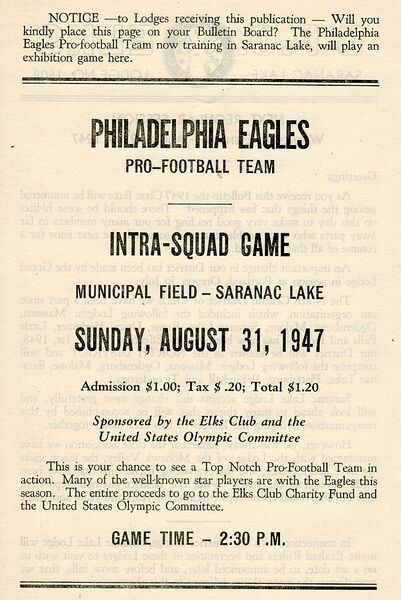 NOTICE —to Lodges receiving this publication — Will you
kindly place this page on your Bulletin Board? The Philadelphia
Eagles Pro-football Team now training in Saranac Lake, will play an
exhibition game here.
PHILADELPHIA EAGLES
PRO-FOOTBALL TEAM
INTRA-SQUAD GAME
MUNICIPAL FIELD – SARANAC LAKE
SUNDAY, AUGUST 31, 1947
Admission $1.00; Tax $ .20; Total $1.20
Sponsored by the Elks Club and the
United States Olympic Committee
This is your chance to see a Top Notch Pro-Football Team in
action. Many of the well-known star players are with the Eagles this
season. The entire proceeds to go to the Elks Club Charity Fund and
the United States Olympic Committee.
GAME TIME – 2:30 P.M.